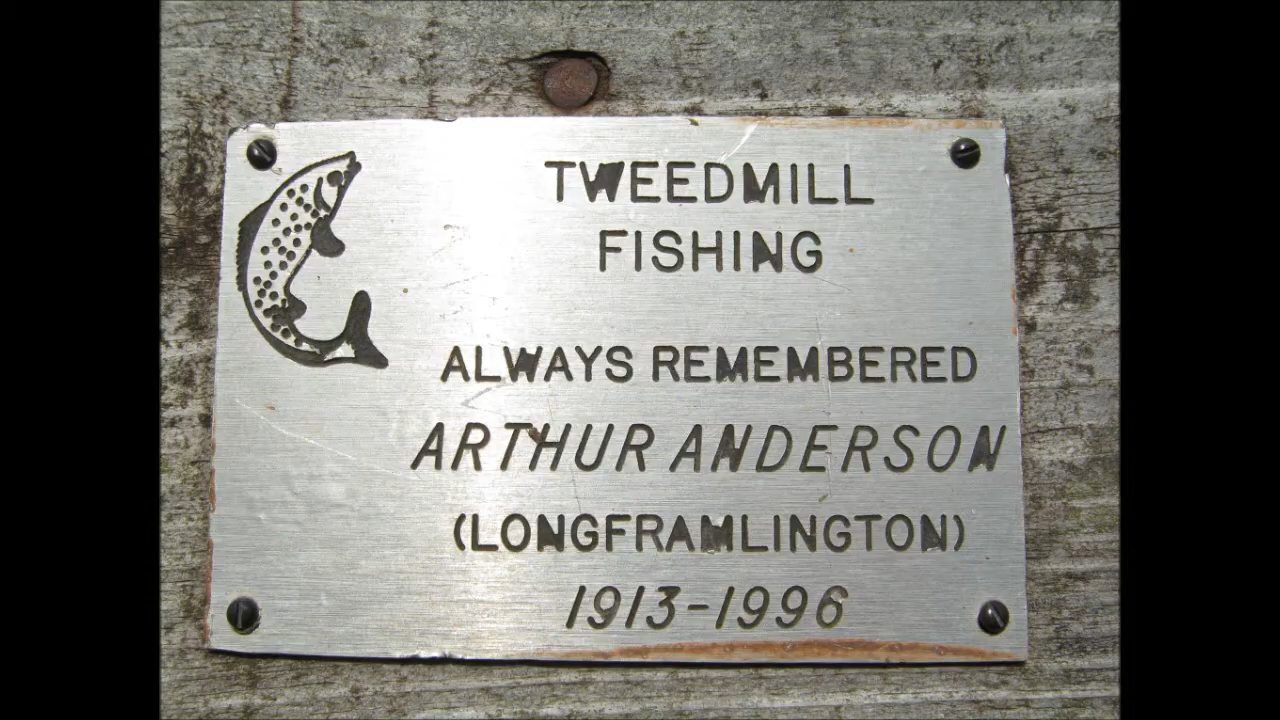 TWEEDMILL
FISHING
ALWAYS REMEMBERED
ARTHUR ANDERSON
(LONGFRAMLINGTON)
1913-1996